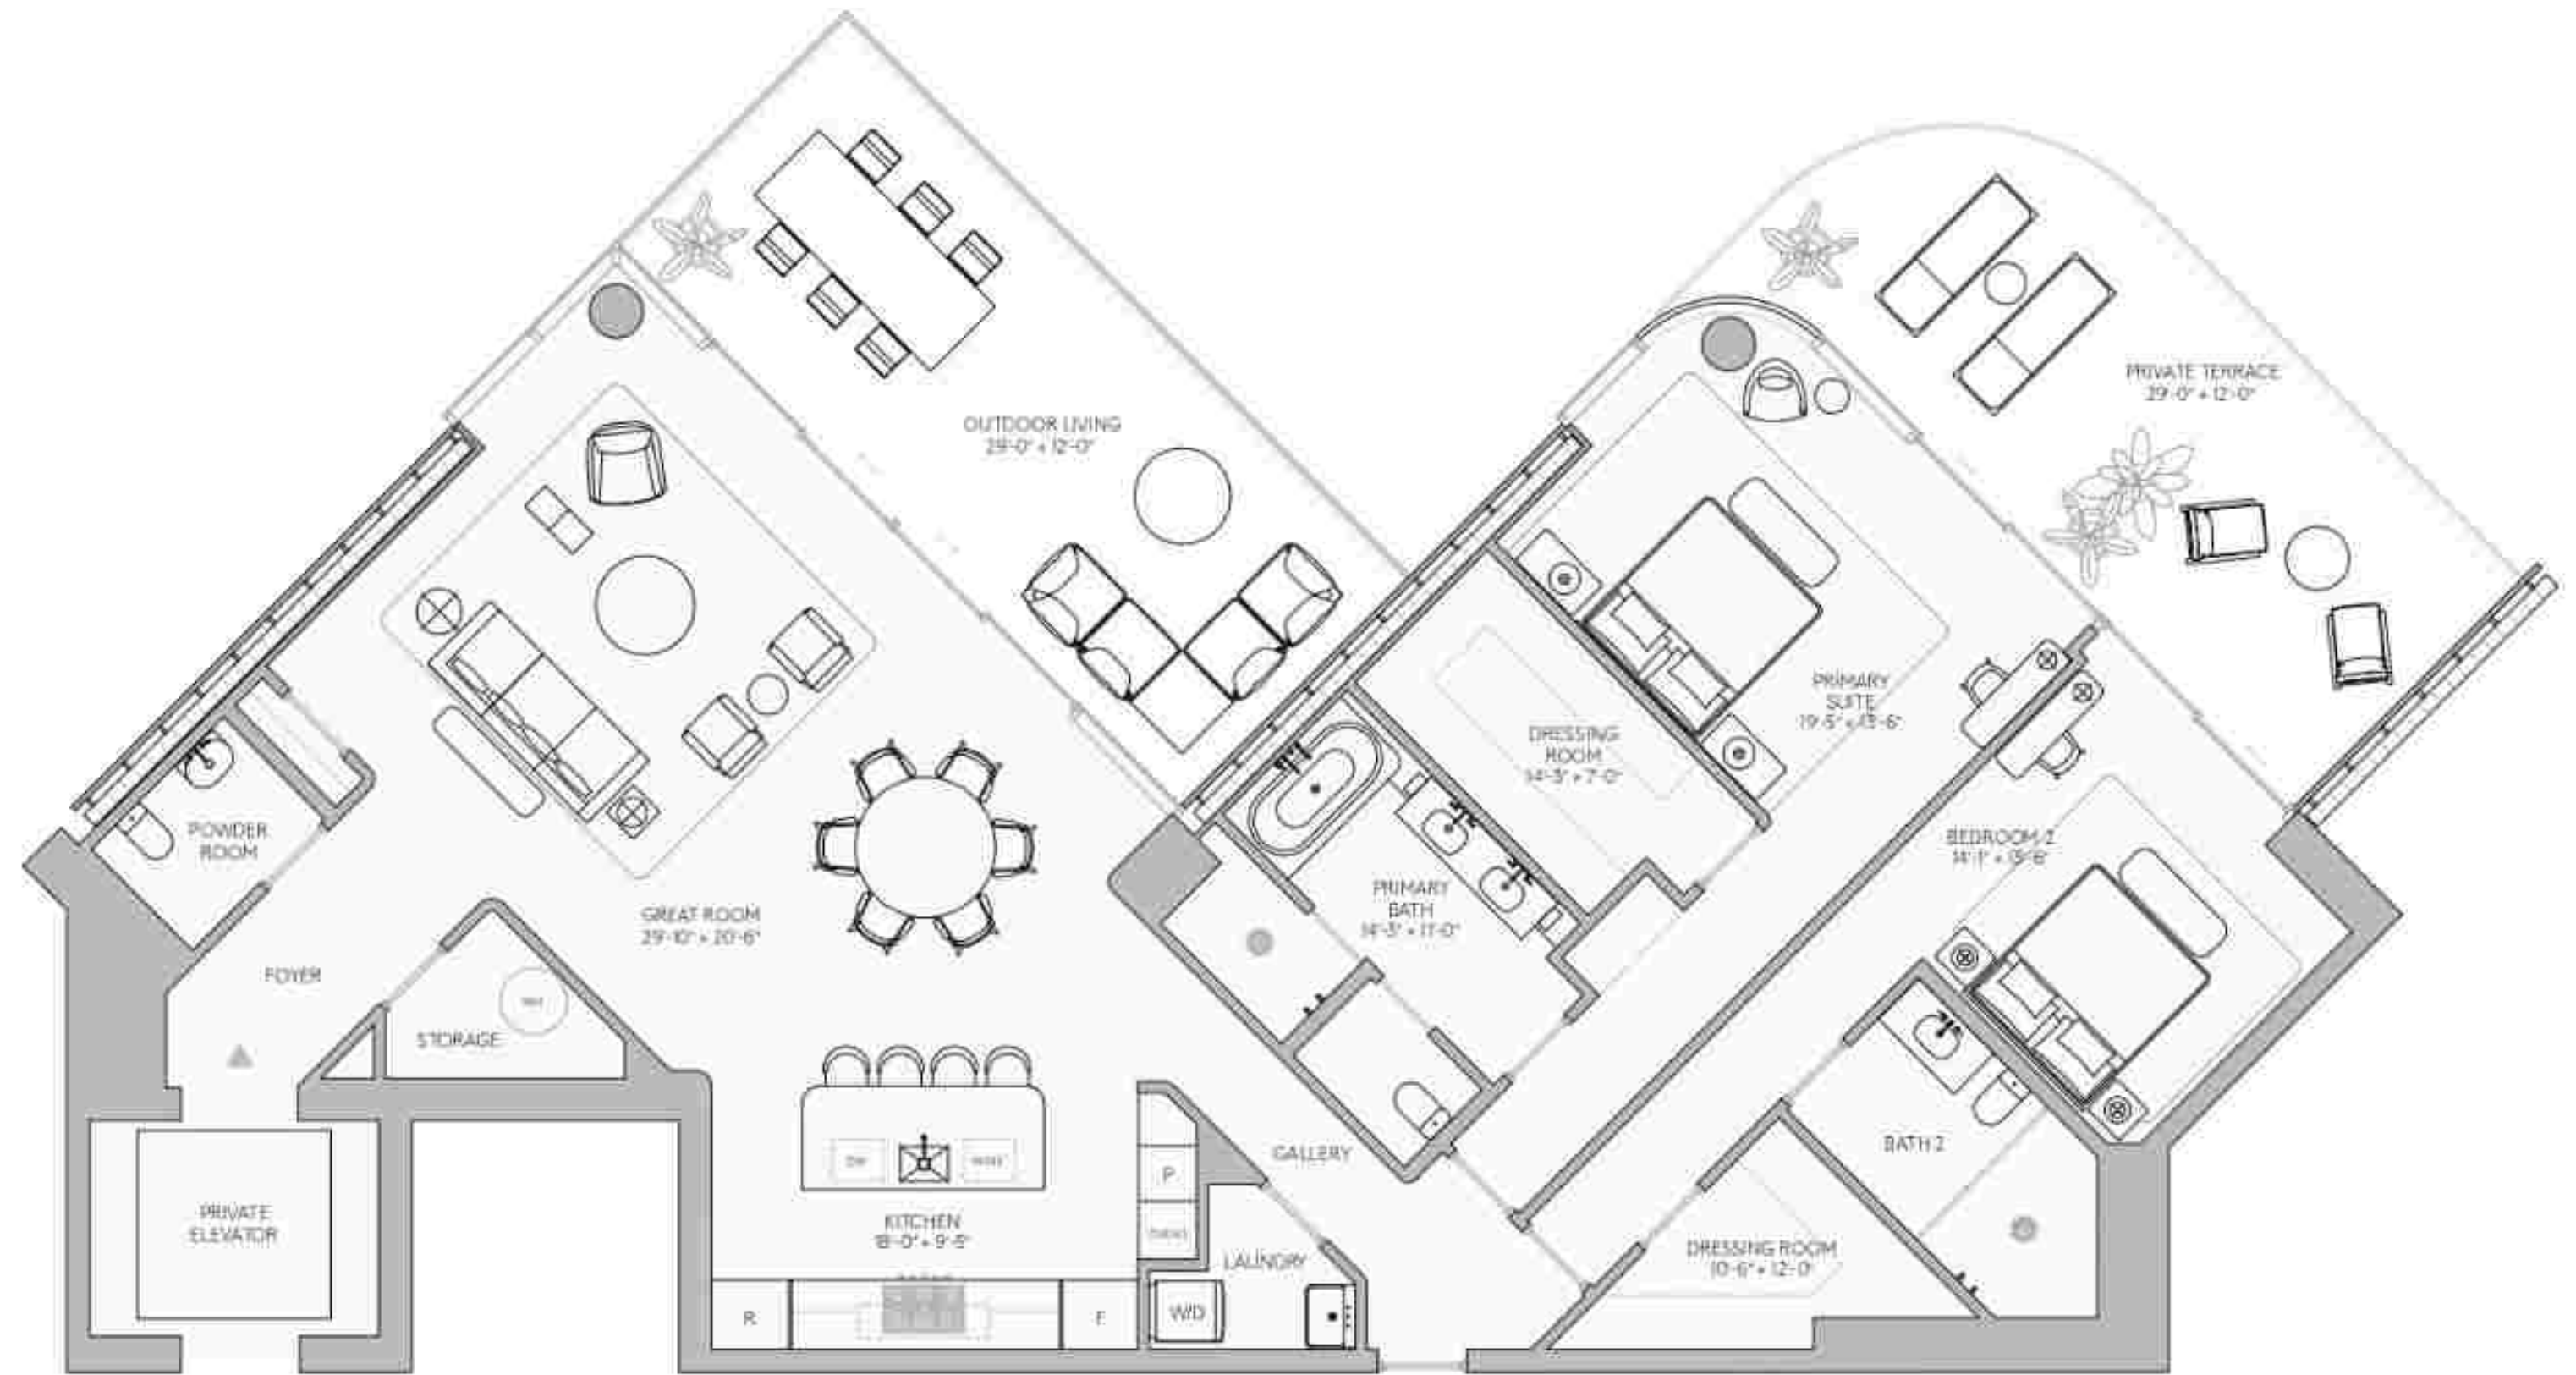 OUTDOOR LIVING
29'-0" x 12'-0"
PRIVATE TERRACE
29'-0" x 12'-0"
PRIMARY
SUITE
19'-5" x 13'-6"
DRESSING
ROOM
14'-3" x 7'-0"
POWDER
ROOM
BEDROOM 2
14'-1" x 13'-6"
PRIMARY
BATH
14'-3" x 11'-0"
GREAT ROOM
29'-10" x 20'-6"
FOYER
WH
STORAGE
BATH 2
GALLERY
DW
P
PRIVATE
ELEVATOR
KITCHEN
18'-0" x 9'-5"
LAUNDRY
DRESSING ROOM
10'-6" x 12'-0"
R
F
W/D